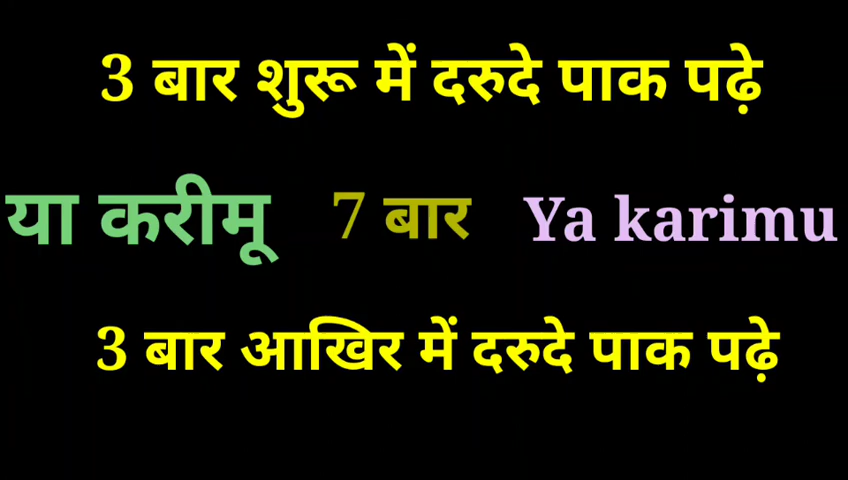 3 बार शुरू में दरुदे पाक पढ़े
या करीमू 7 बार Ya karimu
3 बार आखिर में दरुदे पाक पढ़े